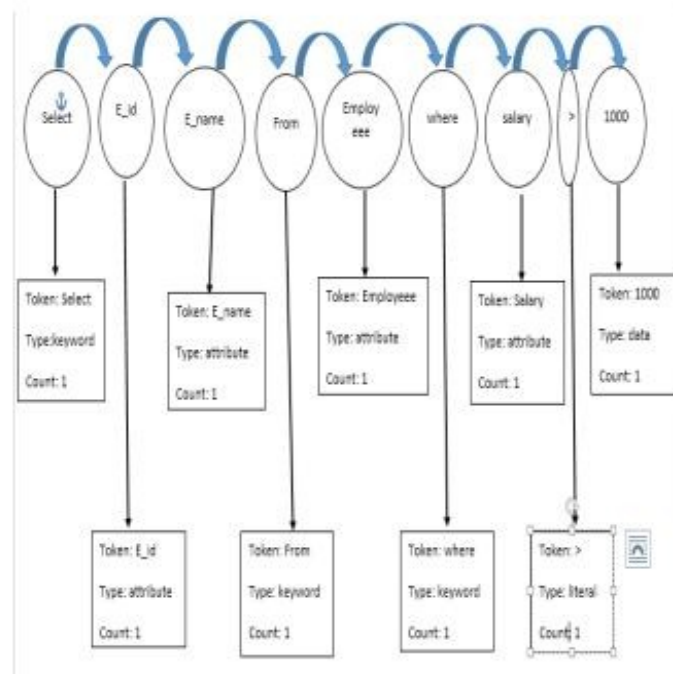 Select
E_id
E_name
From
Employ
eee
where
salary
>
1000
Token: Select
Type:keyword
Count: 1
Token: E_name
Type: attribute
Count: 1
Token: Employeee
Type: attribute
Count: 1
Token: Salary
Type: attribute
Count: 1
Token: 1000
Type: data
Count: 1
Token: E_id
Type: attribute
Count: 1
Token: From
Type: keyword
Count: 1
Token: where
Type: keyword
Count: 1
Token: >
Type: literal
Count: 1